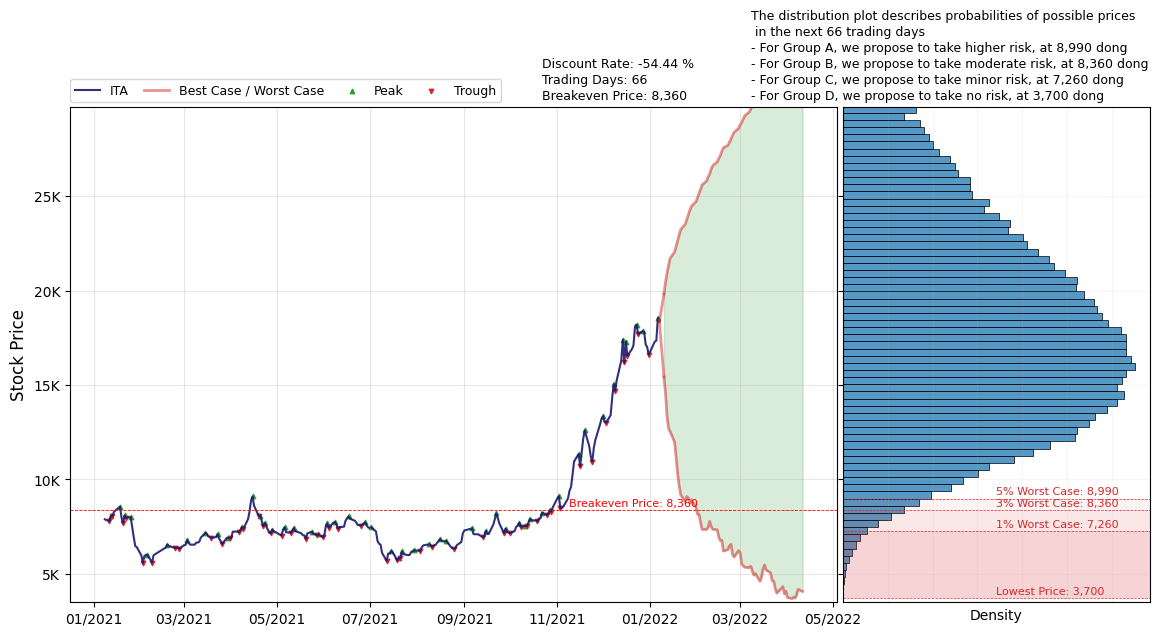 The distribution plot describes probabilities of possible prices
in the next 66 trading days
- For Group A, we propose to take higher risk, at 8,990 dong
- For Group B, we propose to take moderate risk, at 8,360 dong
- For Group C, we propose to take minor risk, at 7,260 dong
- For Group D, we propose to take no risk, at 3,700 dong
Discount Rate: -54.44 %
Trading Days: 66
Breakeven Price: 8,360
ITA
Best Case / Worst Case
Peak
Trough
Stock Price
25K
20K
15K
10K
5K
Breakeven Price: 8,360
01/2021
03/2021
05/2021
07/2021
09/2021
11/2021
01/2022
03/2022
05/2022
5% Worst Case: 8,990
3% Worst Case: 8,360
1% Worst Case: 7,260
Lowest Price: 3,700
Density